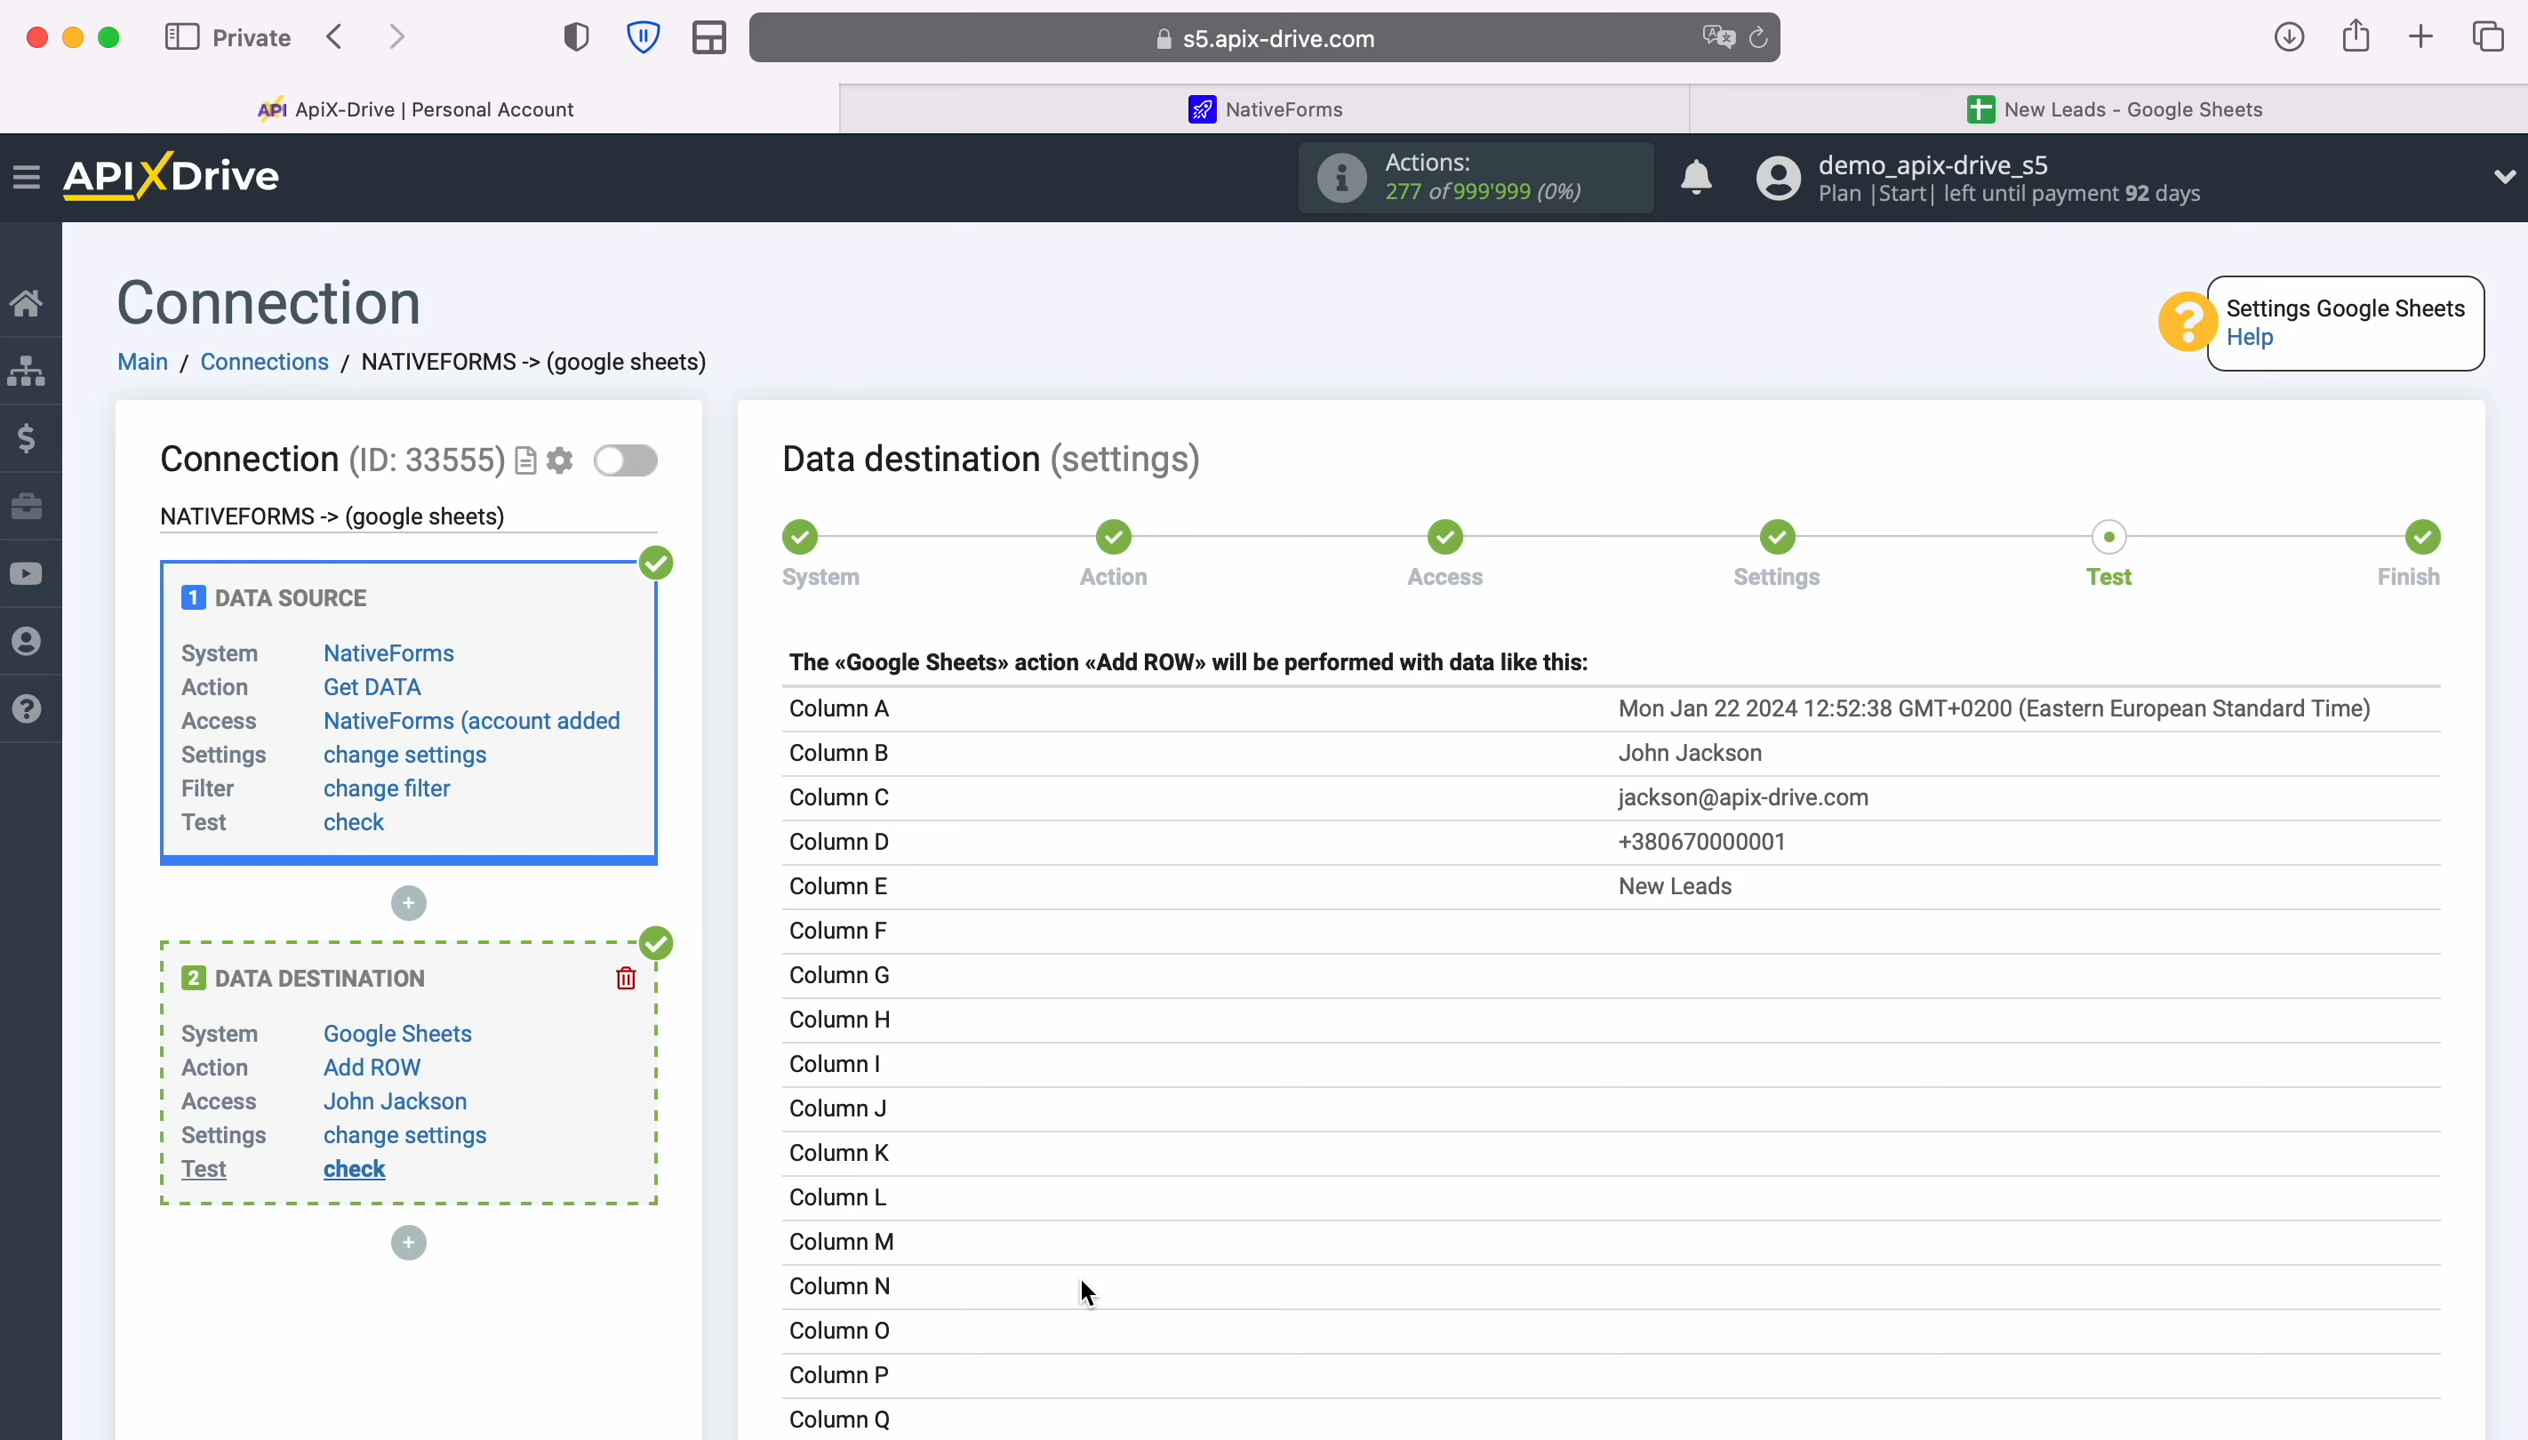 Private
s5.apix-drive.com
API ApiX-Drive | Personal Account
NativeForms
New Leads - Google Sheets
APIXDrive
Actions:
277 of 999'999 (0%)
demo_apix-drive_s5
Plan |Start| left until payment 92 days
Connection
Main / Connections / NATIVEFORMS -> (google sheets)
Settings Google Sheets
Help
Connection (ID: 33555)
NATIVEFORMS -> (google sheets)
1 DATA SOURCE
System NativeForms
Action Get DATA
Access NativeForms (account added
Settings change settings
Filter change filter
Test check
2 DATA DESTINATION
System Google Sheets
Action Add ROW
Access John Jackson
Settings change settings
Test check
Data destination (settings)
System Action Access Settings Test Finish
The «Google Sheets» action «Add ROW» will be performed with data like this:
Column A Mon Jan 22 2024 12:52:38 GMT+0200 (Eastern European Standard Time)
Column B John Jackson
Column C jackson@apix-drive.com
Column D +380670000001
Column E New Leads
Column F
Column G
Column H
Column I
Column J
Column K
Column L
Column M
Column N
Column O
Column P
Column Q